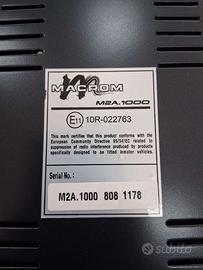 m
MACROM
M2A.1000
E11 10R-022763
This mark certifies that this product conforms with the
European Community Directive 95/54/EC relating to
suppression of radio interference produced by products
specifically designed to be fitted in motor vehicles.
Serial No.:
M2A.1000 808 1178
subito